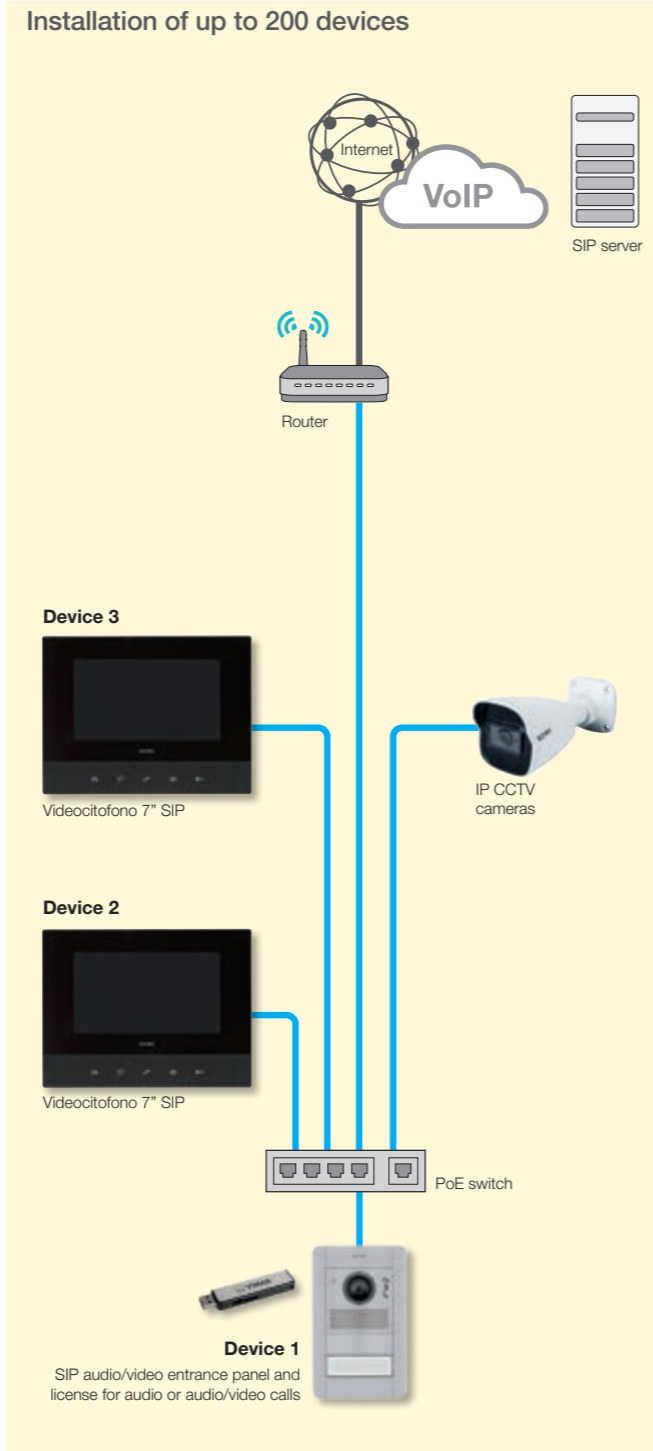 Installation of up to 200 devices
Internet
VoIP
SIP server
Router
Device 3
Videocitofono 7” SIP
IP CCTV
cameras
Device 2
Videocitofono 7” SIP
PoE switch
VIMAR
Device 1
SIP audio/video entrance panel and
license for audio or audio/video calls